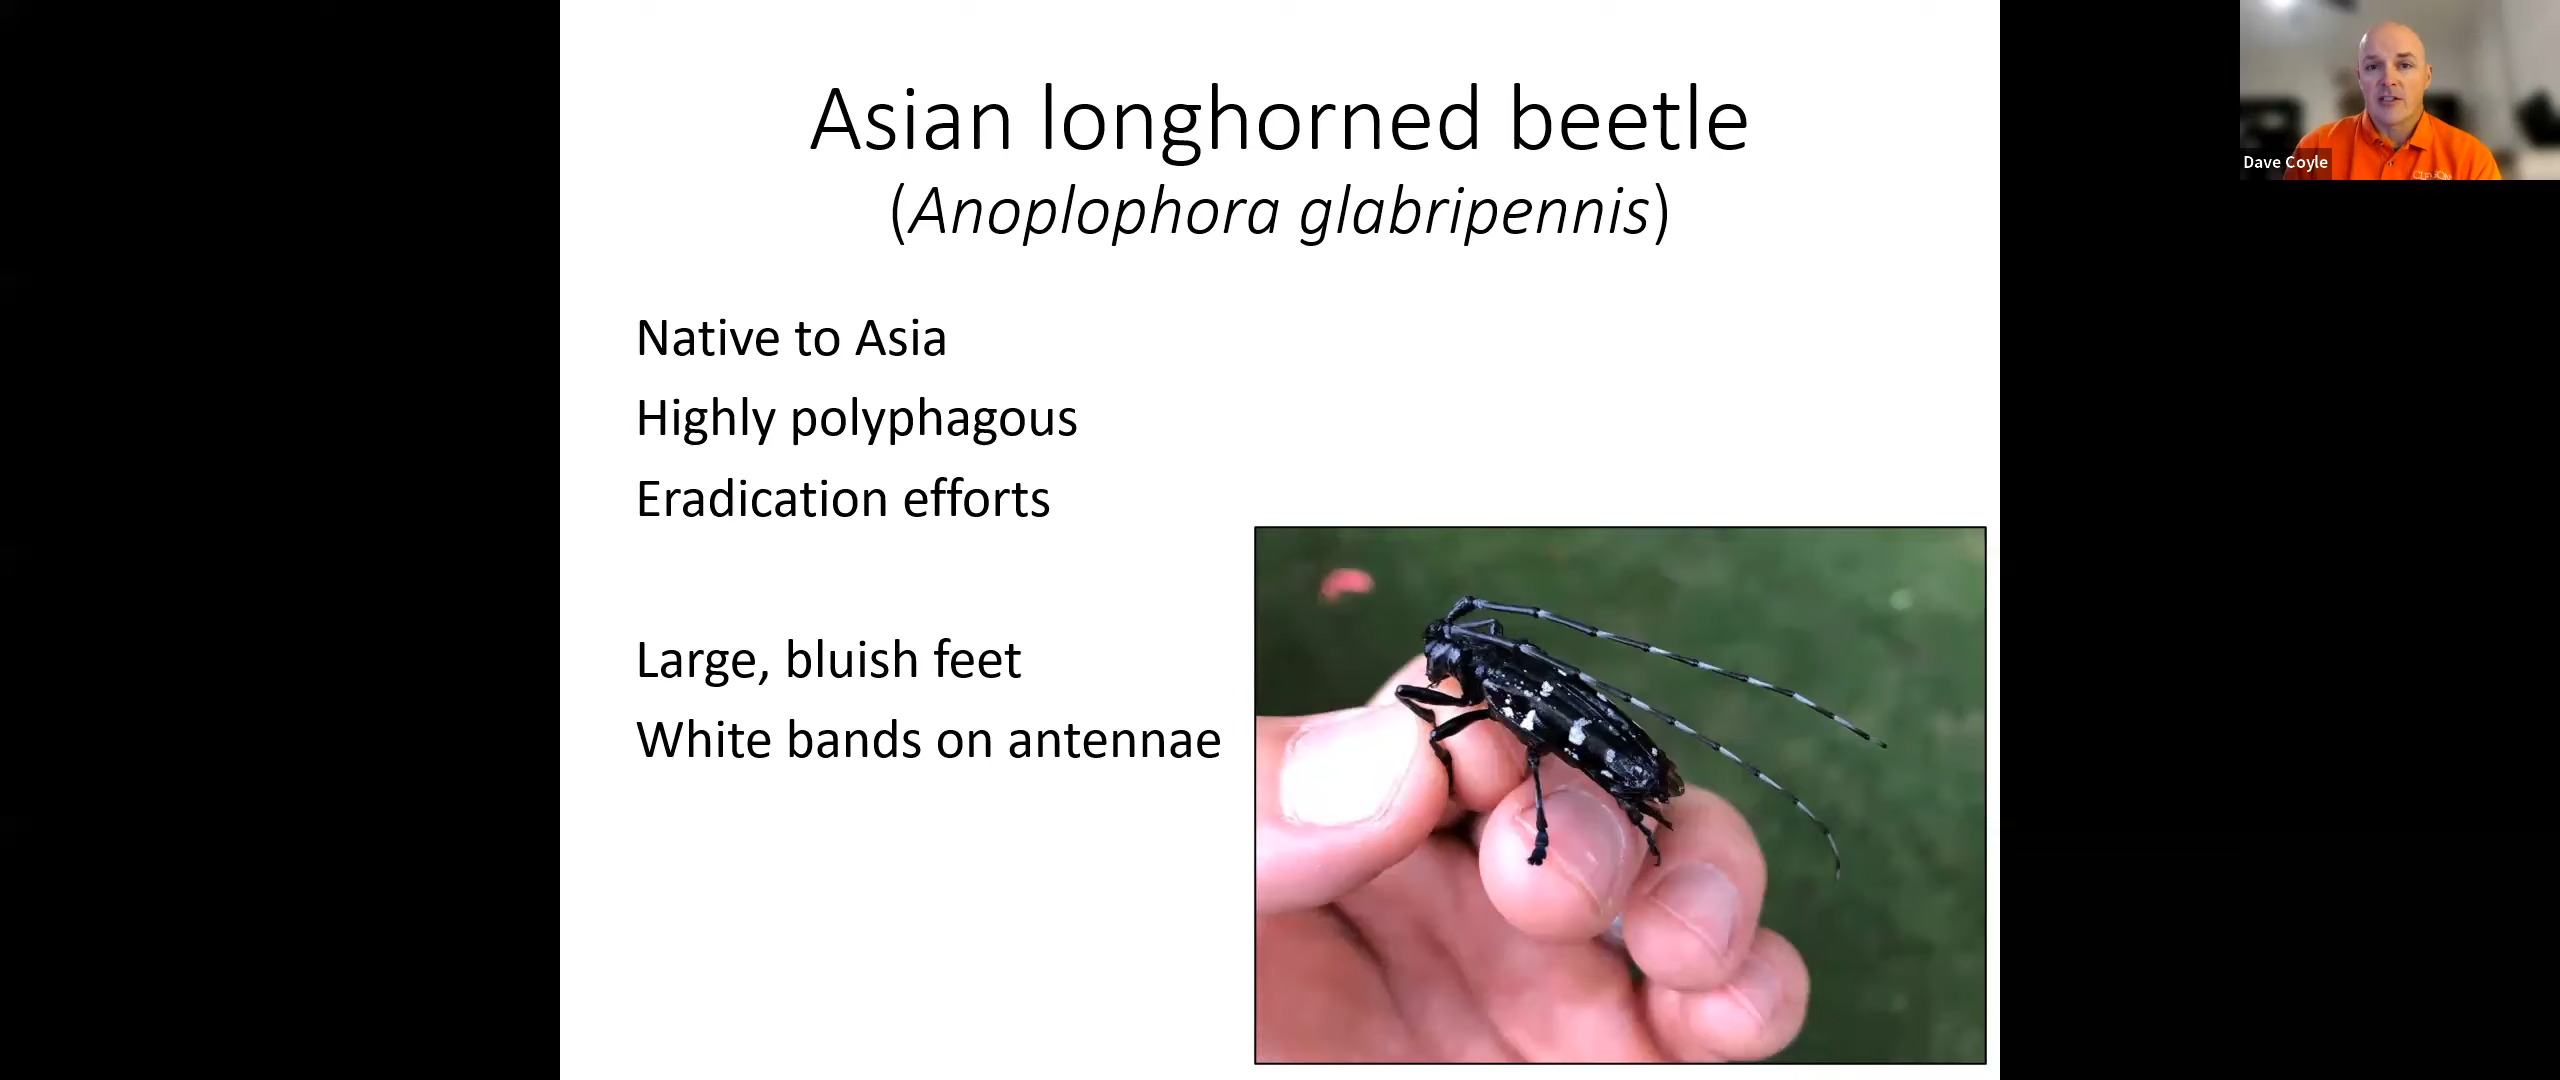 Asian longhorned beetle
(Anoplophora glabripennis)
Native to Asia
Highly polyphagous
Eradication efforts
Large, bluish feet
White bands on antennae
Dave Coyle